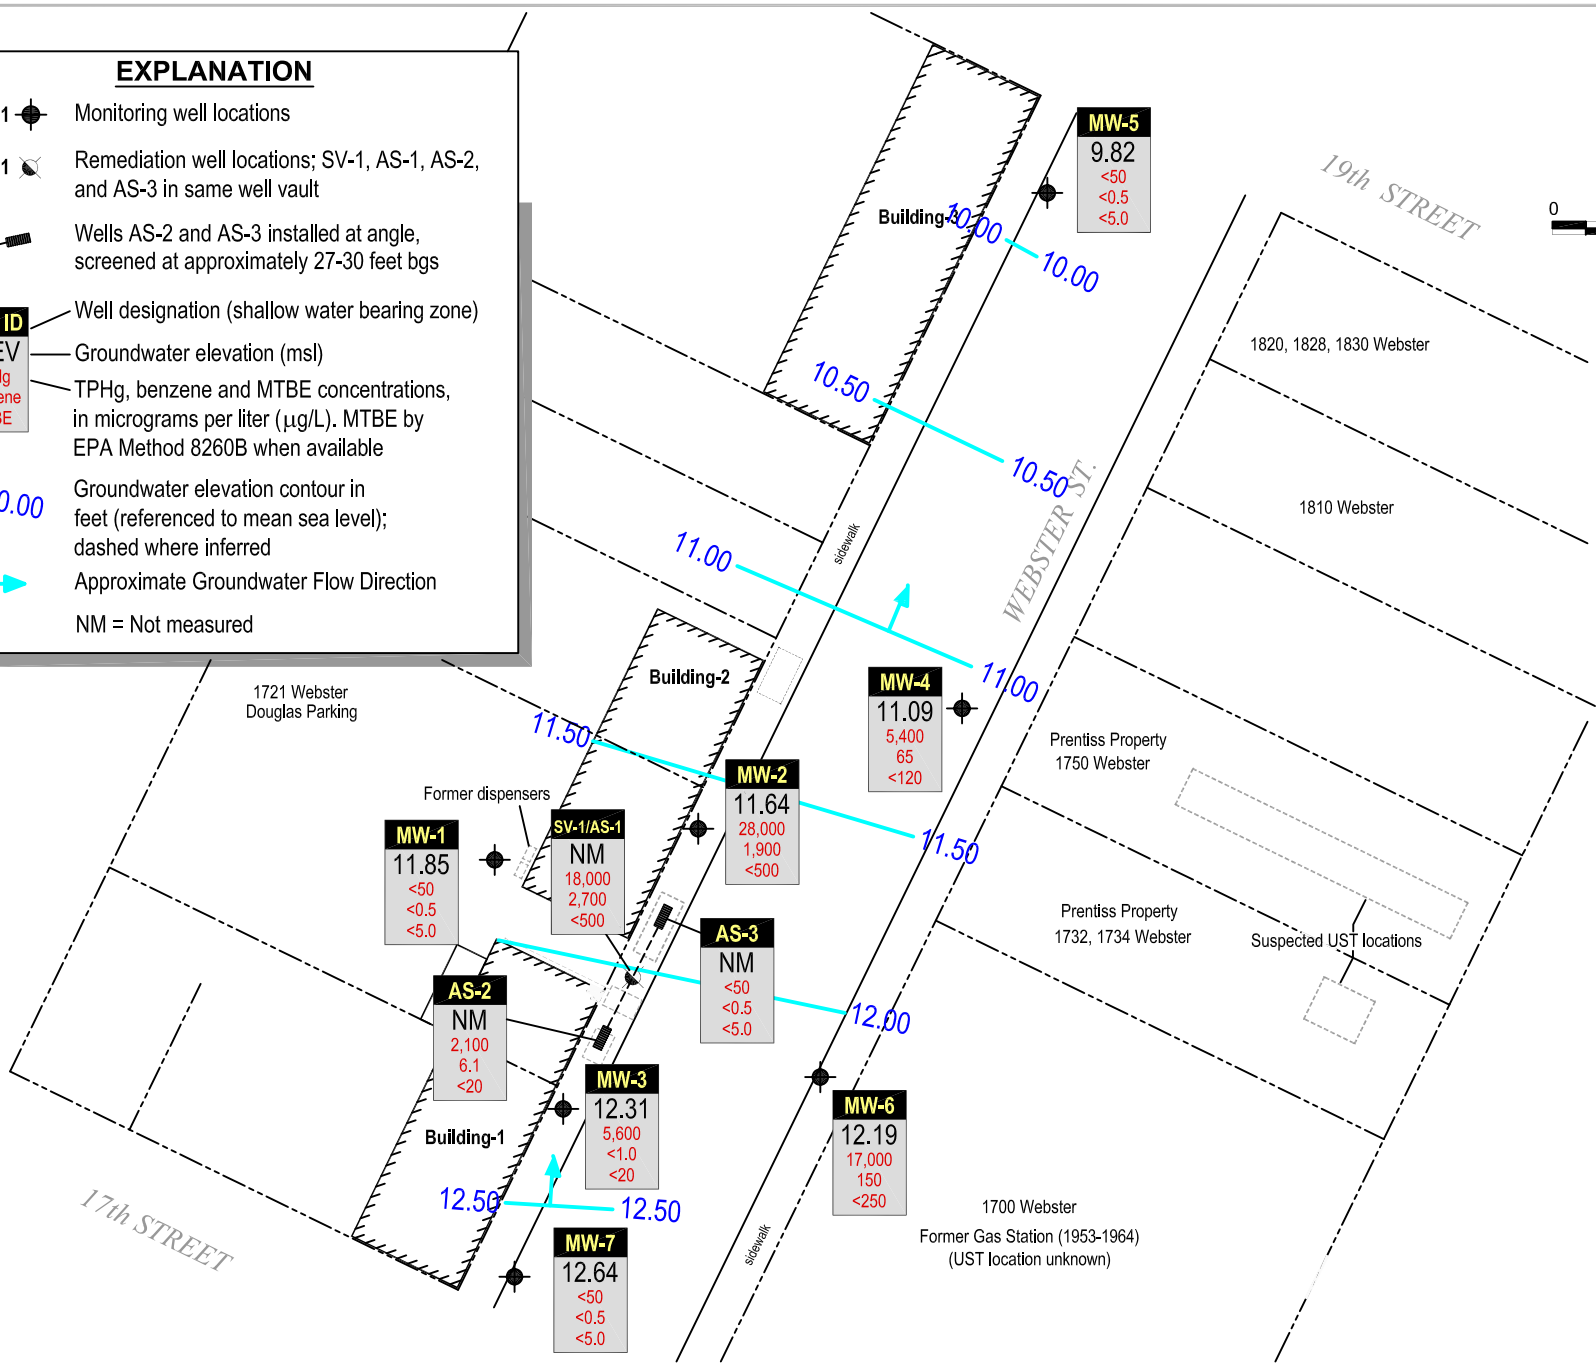 EXPLANATION
1 Monitoring well locations
1 Remediation well locations; SV-1, AS-1, AS-2,
and AS-3 in same well vault
Wells AS-2 and AS-3 installed at angle,
screened at approximately 27-30 feet bgs
ID
Well designation (shallow water bearing zone)
EV
Groundwater elevation (msl)
TPHg, benzene and MTBE concentrations,
in micrograms per liter (μg/L). MTBE by
EPA Method 8260B when available
0.00
Groundwater elevation contour in
feet (referenced to mean sea level);
dashed where inferred
Approximate Groundwater Flow Direction
NM = Not measured
MW-5
9.82
<50
<0.5
<5.0
19th STREET
0
Building-3
10.00
10.00
1820, 1828, 1830 Webster
10.50
10.50
1810 Webster
WEBSTER ST.
sidewalk
11.00
11.00
Building-2
1721 Webster
Douglas Parking
MW-4
11.09
5,400
65
<120
11.50
11.50
Prentiss Property
1750 Webster
Former dispensers
MW-2
11.64
28,000
1,900
<500
MW-1
11.85
<50
<0.5
<5.0
SV-1/AS-1
NM
18,000
2,700
<500
Prentiss Property
1732, 1734 Webster
Suspected UST locations
AS-3
NM
<50
<0.5
<5.0
AS-2
NM
2,100
6.1
<20
12.00
MW-3
12.31
5,600
<1.0
<20
MW-6
12.19
17,000
150
<250
Building-1
12.50
12.50
17th STREET
1700 Webster
Former Gas Station (1953-1964)
(UST location unknown)
sidewalk
MW-7
12.64
<50
<0.5
<5.0